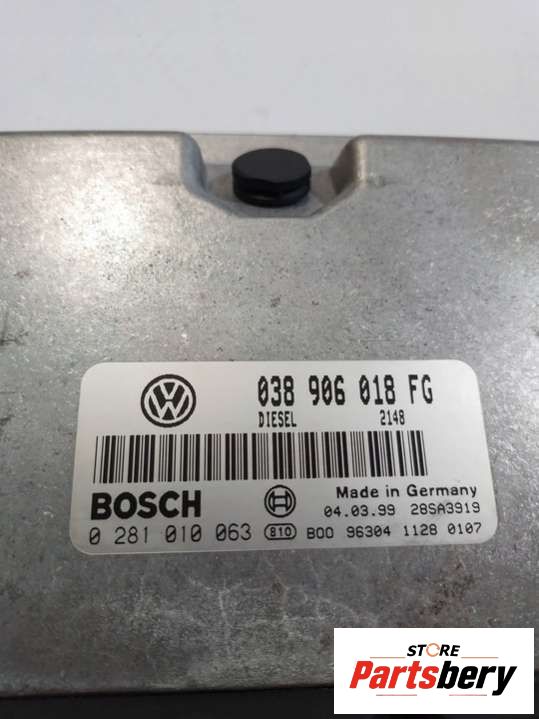 038 906 018 FG
DIESEL 2148
BOSCH
Made in Germany
04.03.99 28SA3919
0 281 010 063 810 B00 96304 1128 0107
STORE
Partsbery